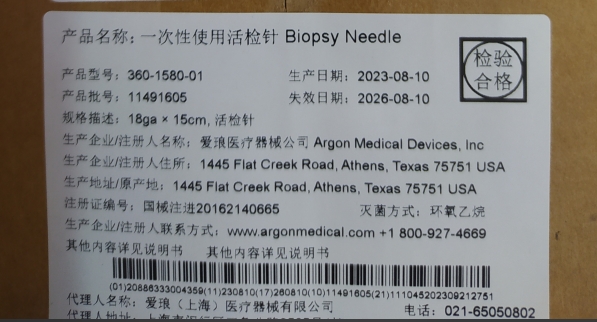 产品名称: 一次性使用活检针 Biopsy Needle
检验
合格
产品型号: 360-1580-01 生产日期: 2023-08-10
产品批号: 11491605 失效日期: 2026-08-10
规格描述: 18ga × 15cm, 活检针
生产企业/注册人名称: 爱琅医疗器械公司 Argon Medical Devices, Inc
生产企业/注册人住所: 1445 Flat Creek Road, Athens, Texas 75751 USA
生产地址/原产地: 1445 Flat Creek Road, Athens, Texas 75751 USA
注册证编号: 国械注进20162140665 灭菌方式: 环氧乙烷
生产企业/注册人联系方式: www.argonmedical.com +1 800-927-4669
其他内容详见说明书 其他内容详见说明书
(01)20886333004359(11)230810(17)260810(10)11491605(21)111045202309212751
代理人名称: 爱琅（上海）医疗器械有限公司 电话: 021-65050802
代理人住所: